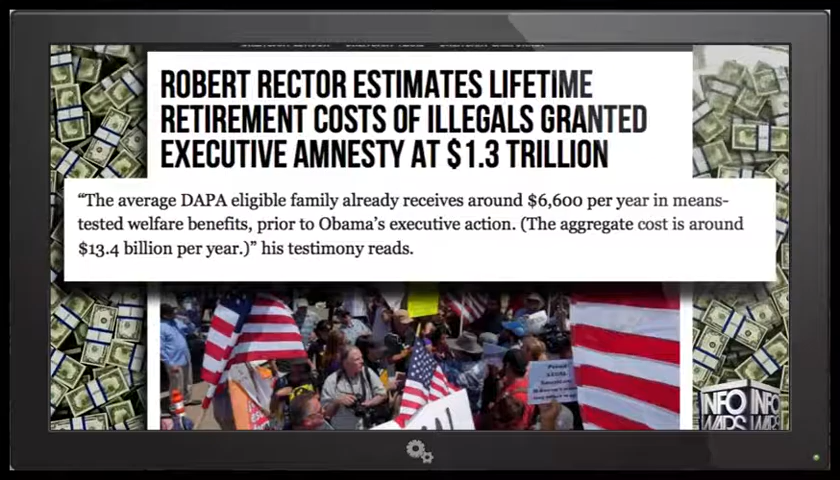 ROBERT RECTOR ESTIMATES LIFETIME
RETIREMENT COSTS OF ILLEGALS GRANTED
EXECUTIVE AMNESTY AT $1.3 TRILLION
“The average DAPA eligible family already receives around $6,600 per year in means-
tested welfare benefits, prior to Obama’s executive action. (The aggregate cost is around
$13.4 billion per year.)” his testimony reads.
INFO INFO
WARS WARS